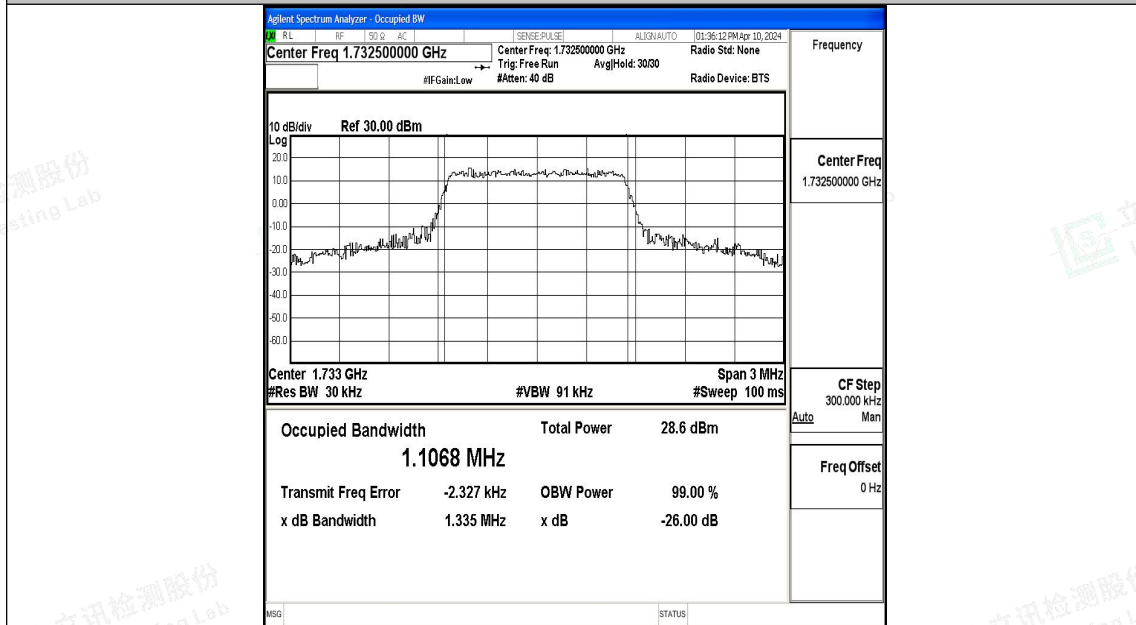 Agilent Spectrum Analyzer - Occupied BW
RL RF 50 Ω AC SENSE:PULSE ALIGNAUTO 01:36:12 PM Apr 10, 2024
Center Freq 1.732500000 GHz
Center Freq: 1.732500000 GHz
Radio Std: None
Trig: Free Run Avg|Hold: 30/30
#IFGain:Low
#Atten: 40 dB
Radio Device: BTS
10 dB/div Ref 30.00 dBm
Log
20.0
10.0
0.00
-10.0
-20.0
-30.0
-40.0
-50.0
-60.0
Center 1.733 GHz
Span 3 MHz
#Res BW 30 kHz
#VBW 91 kHz
#Sweep 100 ms
Occupied Bandwidth
1.1068 MHz
Total Power 28.6 dBm
Transmit Freq Error -2.327 kHz
OBW Power 99.00 %
x dB Bandwidth 1.335 MHz
x dB -26.00 dB
MSG
STATUS
Frequency
Center Freq
1.732500000 GHz
CF Step
300.000 kHz
Auto Man
Freq Offset
0 Hz
立讯检测股份